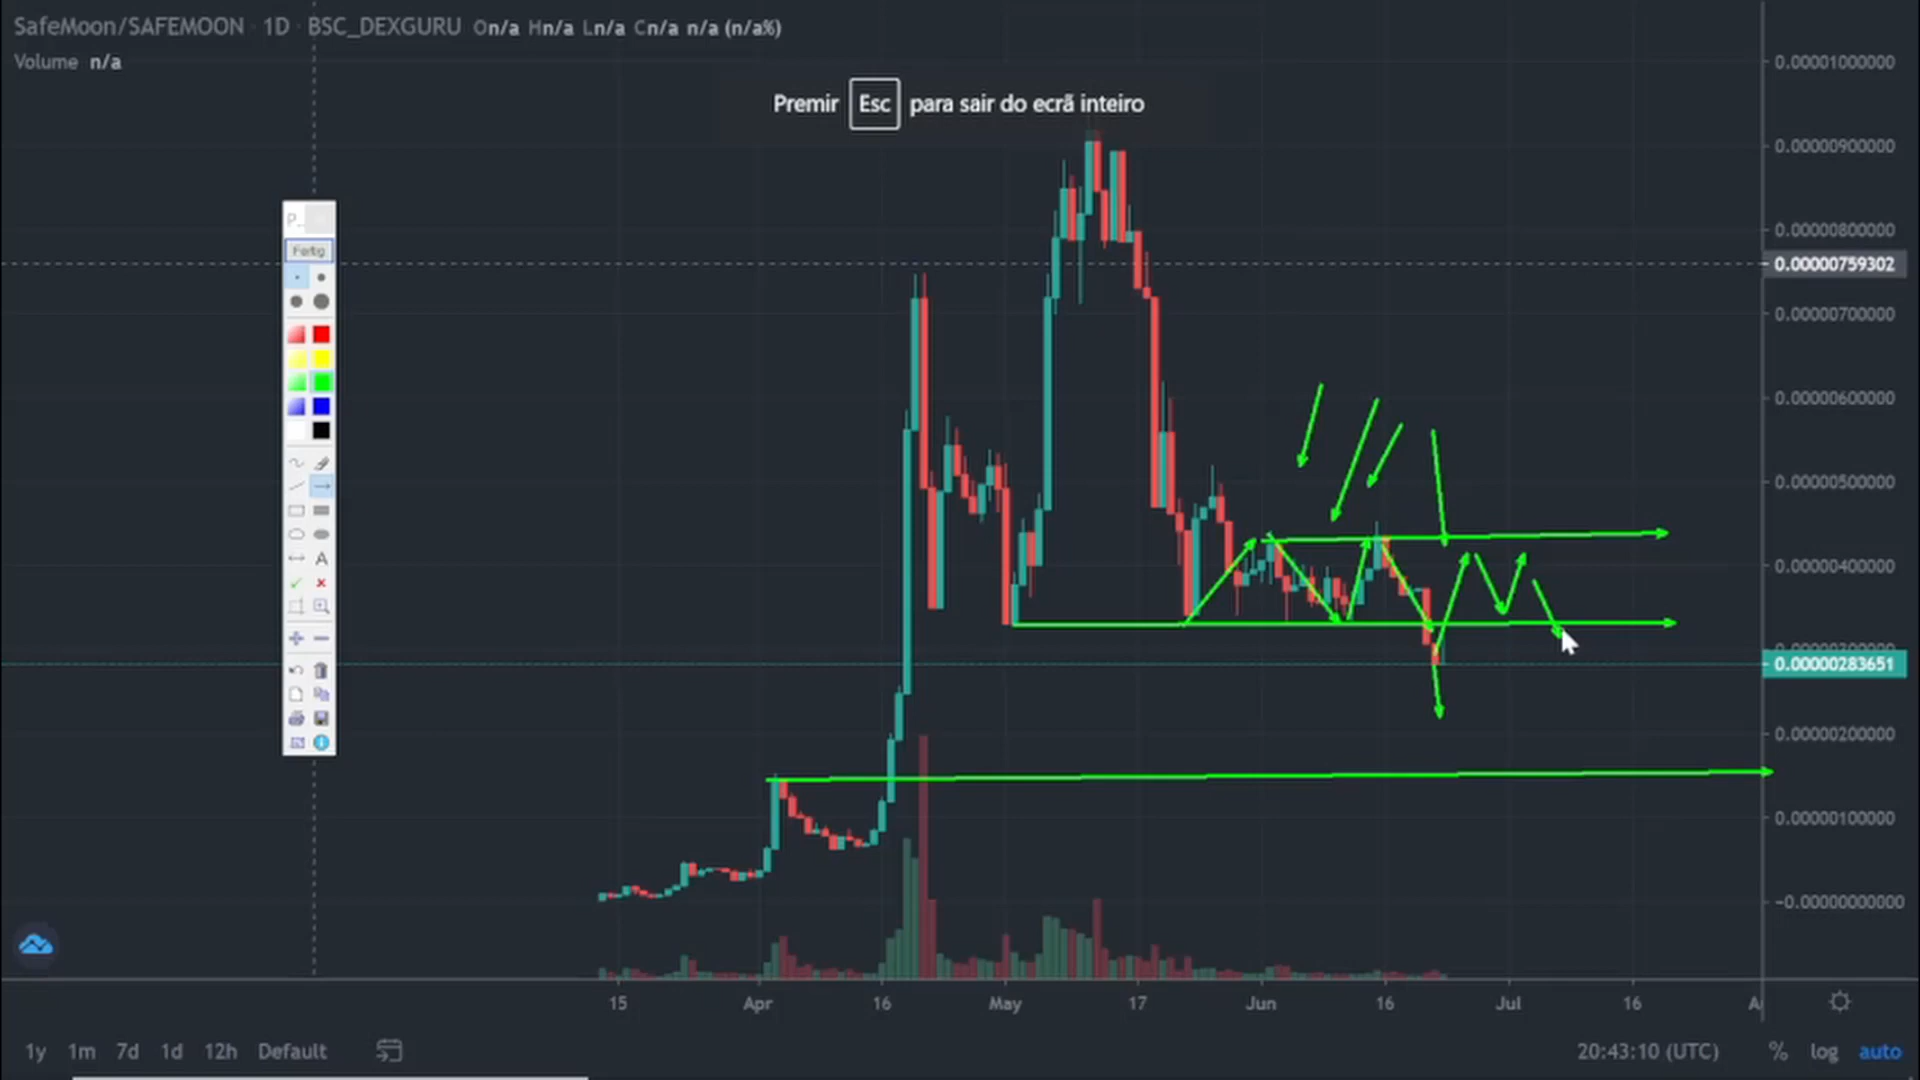 SafeMoon/SAFEMOON · 1D · BSC_DEXGURU On/a Hn/a Ln/a Cn/a n/a (n/a%)
Volume n/a
Premir Esc para sair do ecrã inteiro
P..
Fertig
A
0.00001000000
0.00000900000
0.00000800000
0.00000759302
0.00000700000
0.00000600000
0.00000500000
0.00000400000
0.00000283651
0.00000200000
0.00000100000
-0.00000000000
15 Apr 16 May 17 Jun 16 Jul 16 A
1y 1m 7d 1d 12h Default 20:43:10 (UTC) % log auto